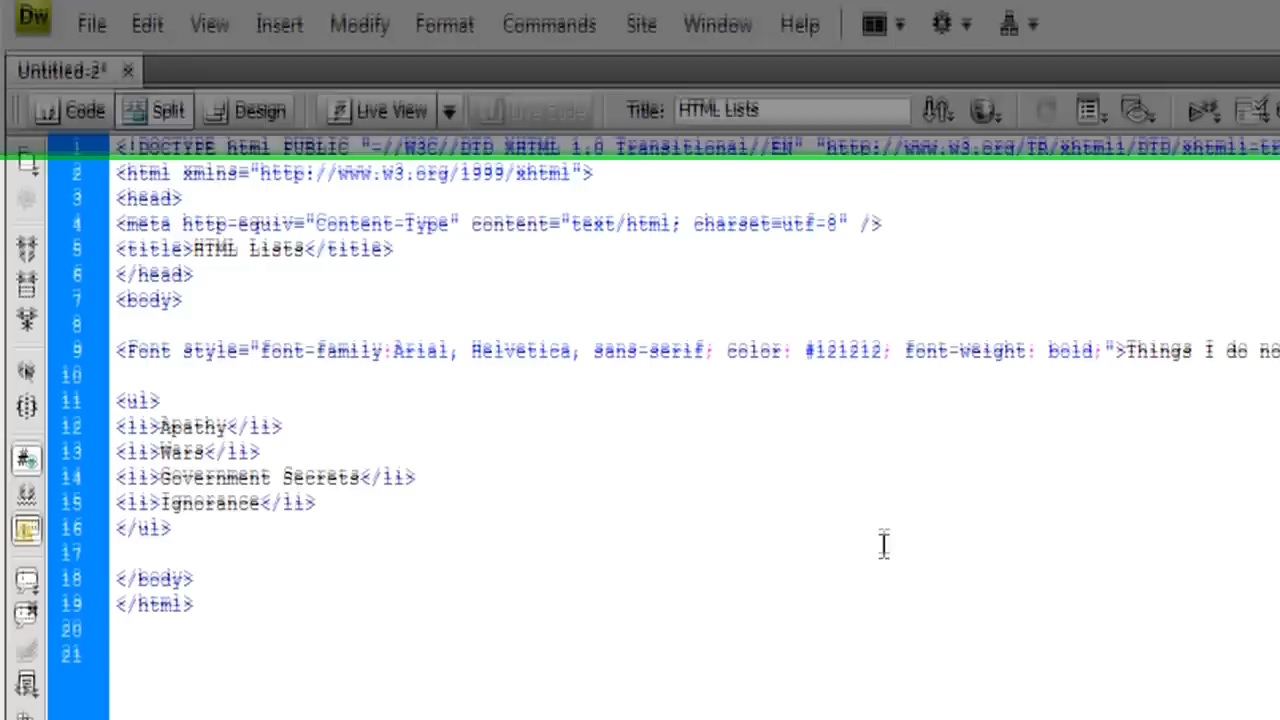 Dw File Edit View Insert Modify Format Commands Site Window Help
Untitled-2* ×
Code Split Design Live View Live Code Title: HTML Lists
1 <!DOCTYPE html PUBLIC "-//W3C//DTD XHTML 1.0 Transitional//EN" "http://www.w3.org/TR/xhtml1/DTD/xhtml1-tr
2 <html xmlns="http://www.w3.org/1999/xhtml">
3 <head>
4 <meta http-equiv="Content-Type" content="text/html; charset=utf-8" />
5 <title>HTML Lists</title>
6 </head>
7 <body>
8
9 <Font style="font-family:Arial, Helvetica, sans-serif; color: #121212; font-weight: bold;">Things I do no
10
11 <ul>
12 <li>Apathy</li>
13 <li>Wars</li>
14 <li>Government Secrets</li>
15 <li>Ignorance</li>
16 </ul>
17
18 </body>
19 </html>
20
21